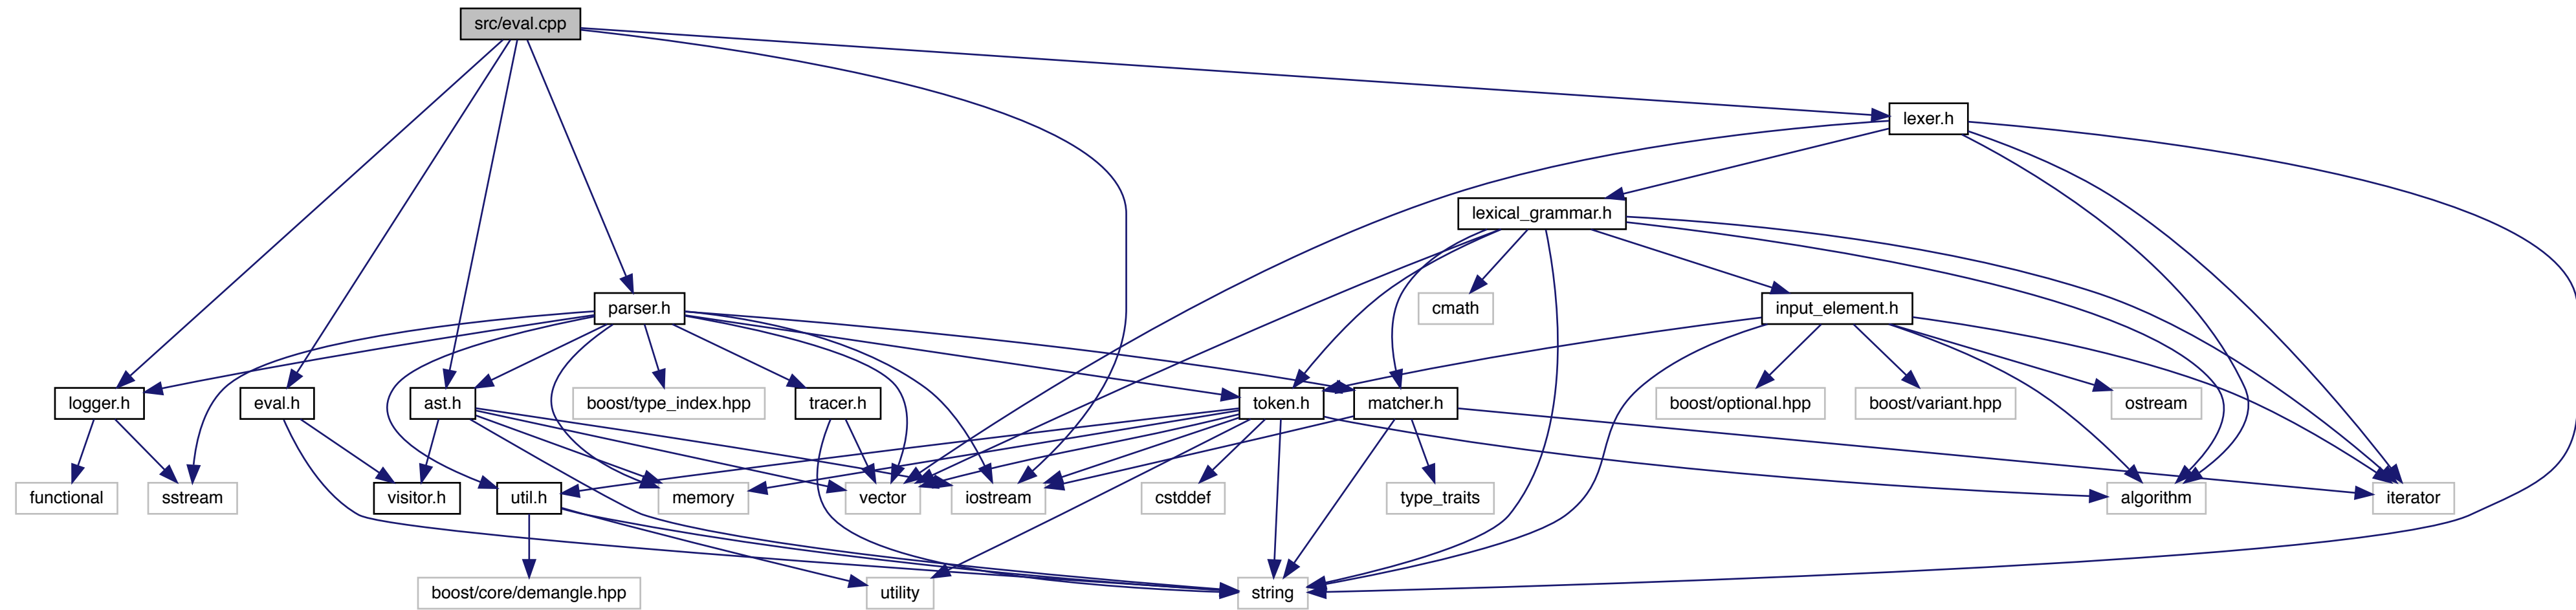 src/eval.cpp
lexer.h
lexical_grammar.h
parser.h
cmath
input_element.h
logger.h
eval.h
ast.h
boost/type_index.hpp
tracer.h
token.h
matcher.h
boost/optional.hpp
boost/variant.hpp
ostream
functional
sstream
visitor.h
util.h
memory
vector
iostream
cstddef
type_traits
algorithm
iterator
boost/core/demangle.hpp
utility
string